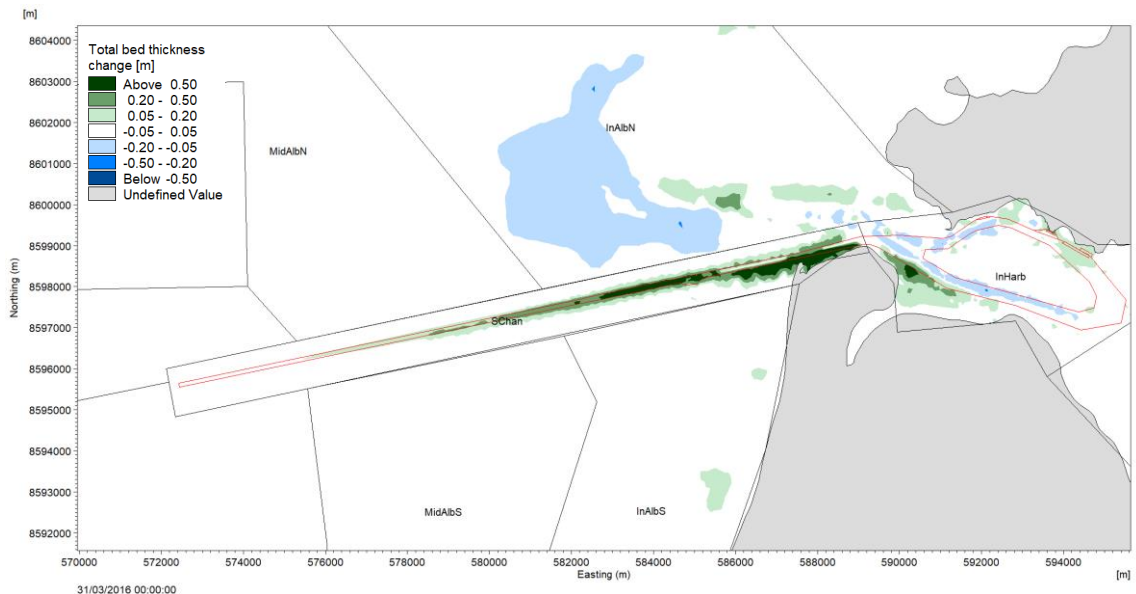 [m]
8604000
8603000
8602000
8601000
8600000
8599000
8598000
8597000
8596000
8595000
8594000
8593000
8592000
Northing (m)
Total bed thickness
change [m]
Above 0.50
0.20 - 0.50
0.05 - 0.20
-0.05 - 0.05
-0.20 - -0.05
-0.50 - -0.20
Below -0.50
Undefined Value
MidAlbN
InAlbN
InHarb
SChan
MidAlbS
InAlbS
570000 572000 574000 576000 578000 580000 582000 584000 586000 588000 590000 592000 594000
Easting (m)
[m]
31/03/2016 00:00:00